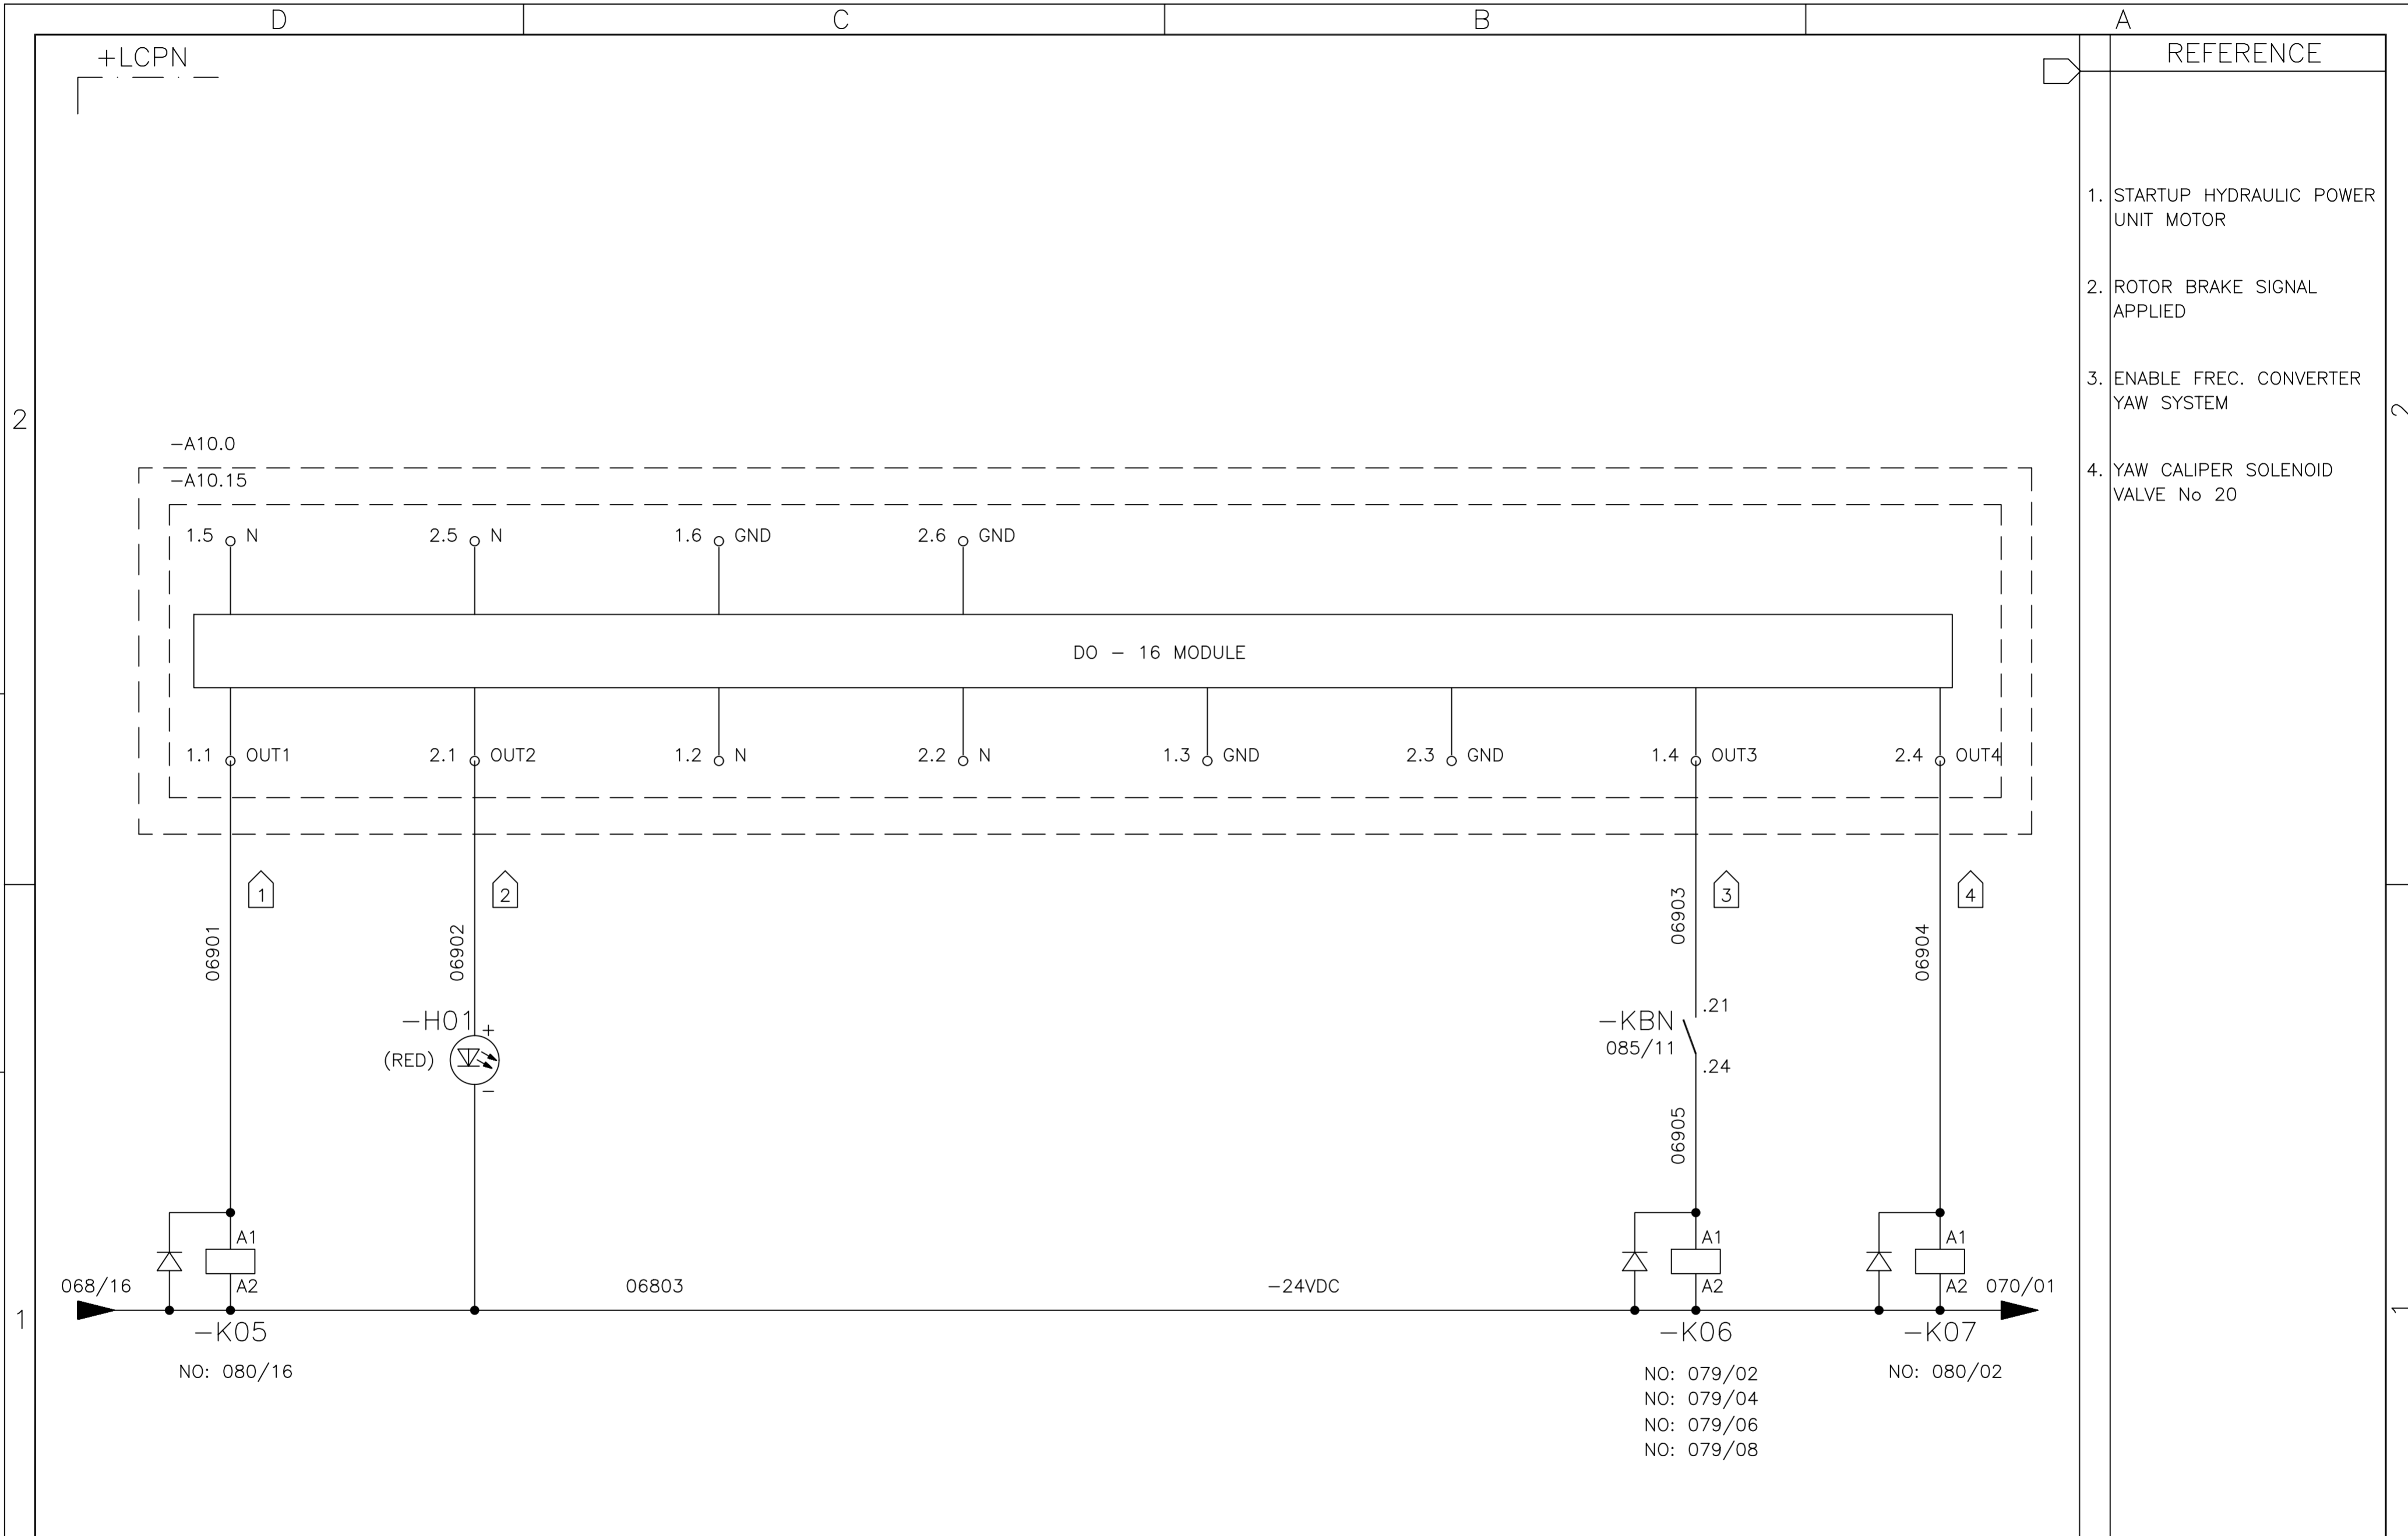 D
C
B
A
+LCPN
REFERENCE
1. STARTUP HYDRAULIC POWER
UNIT MOTOR
2. ROTOR BRAKE SIGNAL
APPLIED
3. ENABLE FREC. CONVERTER
YAW SYSTEM
4. YAW CALIPER SOLENOID
VALVE No 20
2
2
-A10.0
-A10.15
1.5 N
2.5 N
1.6 GND
2.6 GND
DO - 16 MODULE
1.1 OUT1
2.1 OUT2
1.2 N
2.2 N
1.3 GND
2.3 GND
1.4 OUT3
2.4 OUT4
1
2
3
4
06901
06902
06903
06904
-H01
+
(RED)
-
-KBN
085/11
.21
.24
06905
A1
A2
A1
A2
A1
A2
068/16
06803
-24VDC
070/01
1
1
-K05
NO: 080/16
-K06
NO: 079/02
NO: 079/04
NO: 079/06
NO: 079/08
-K07
NO: 080/02